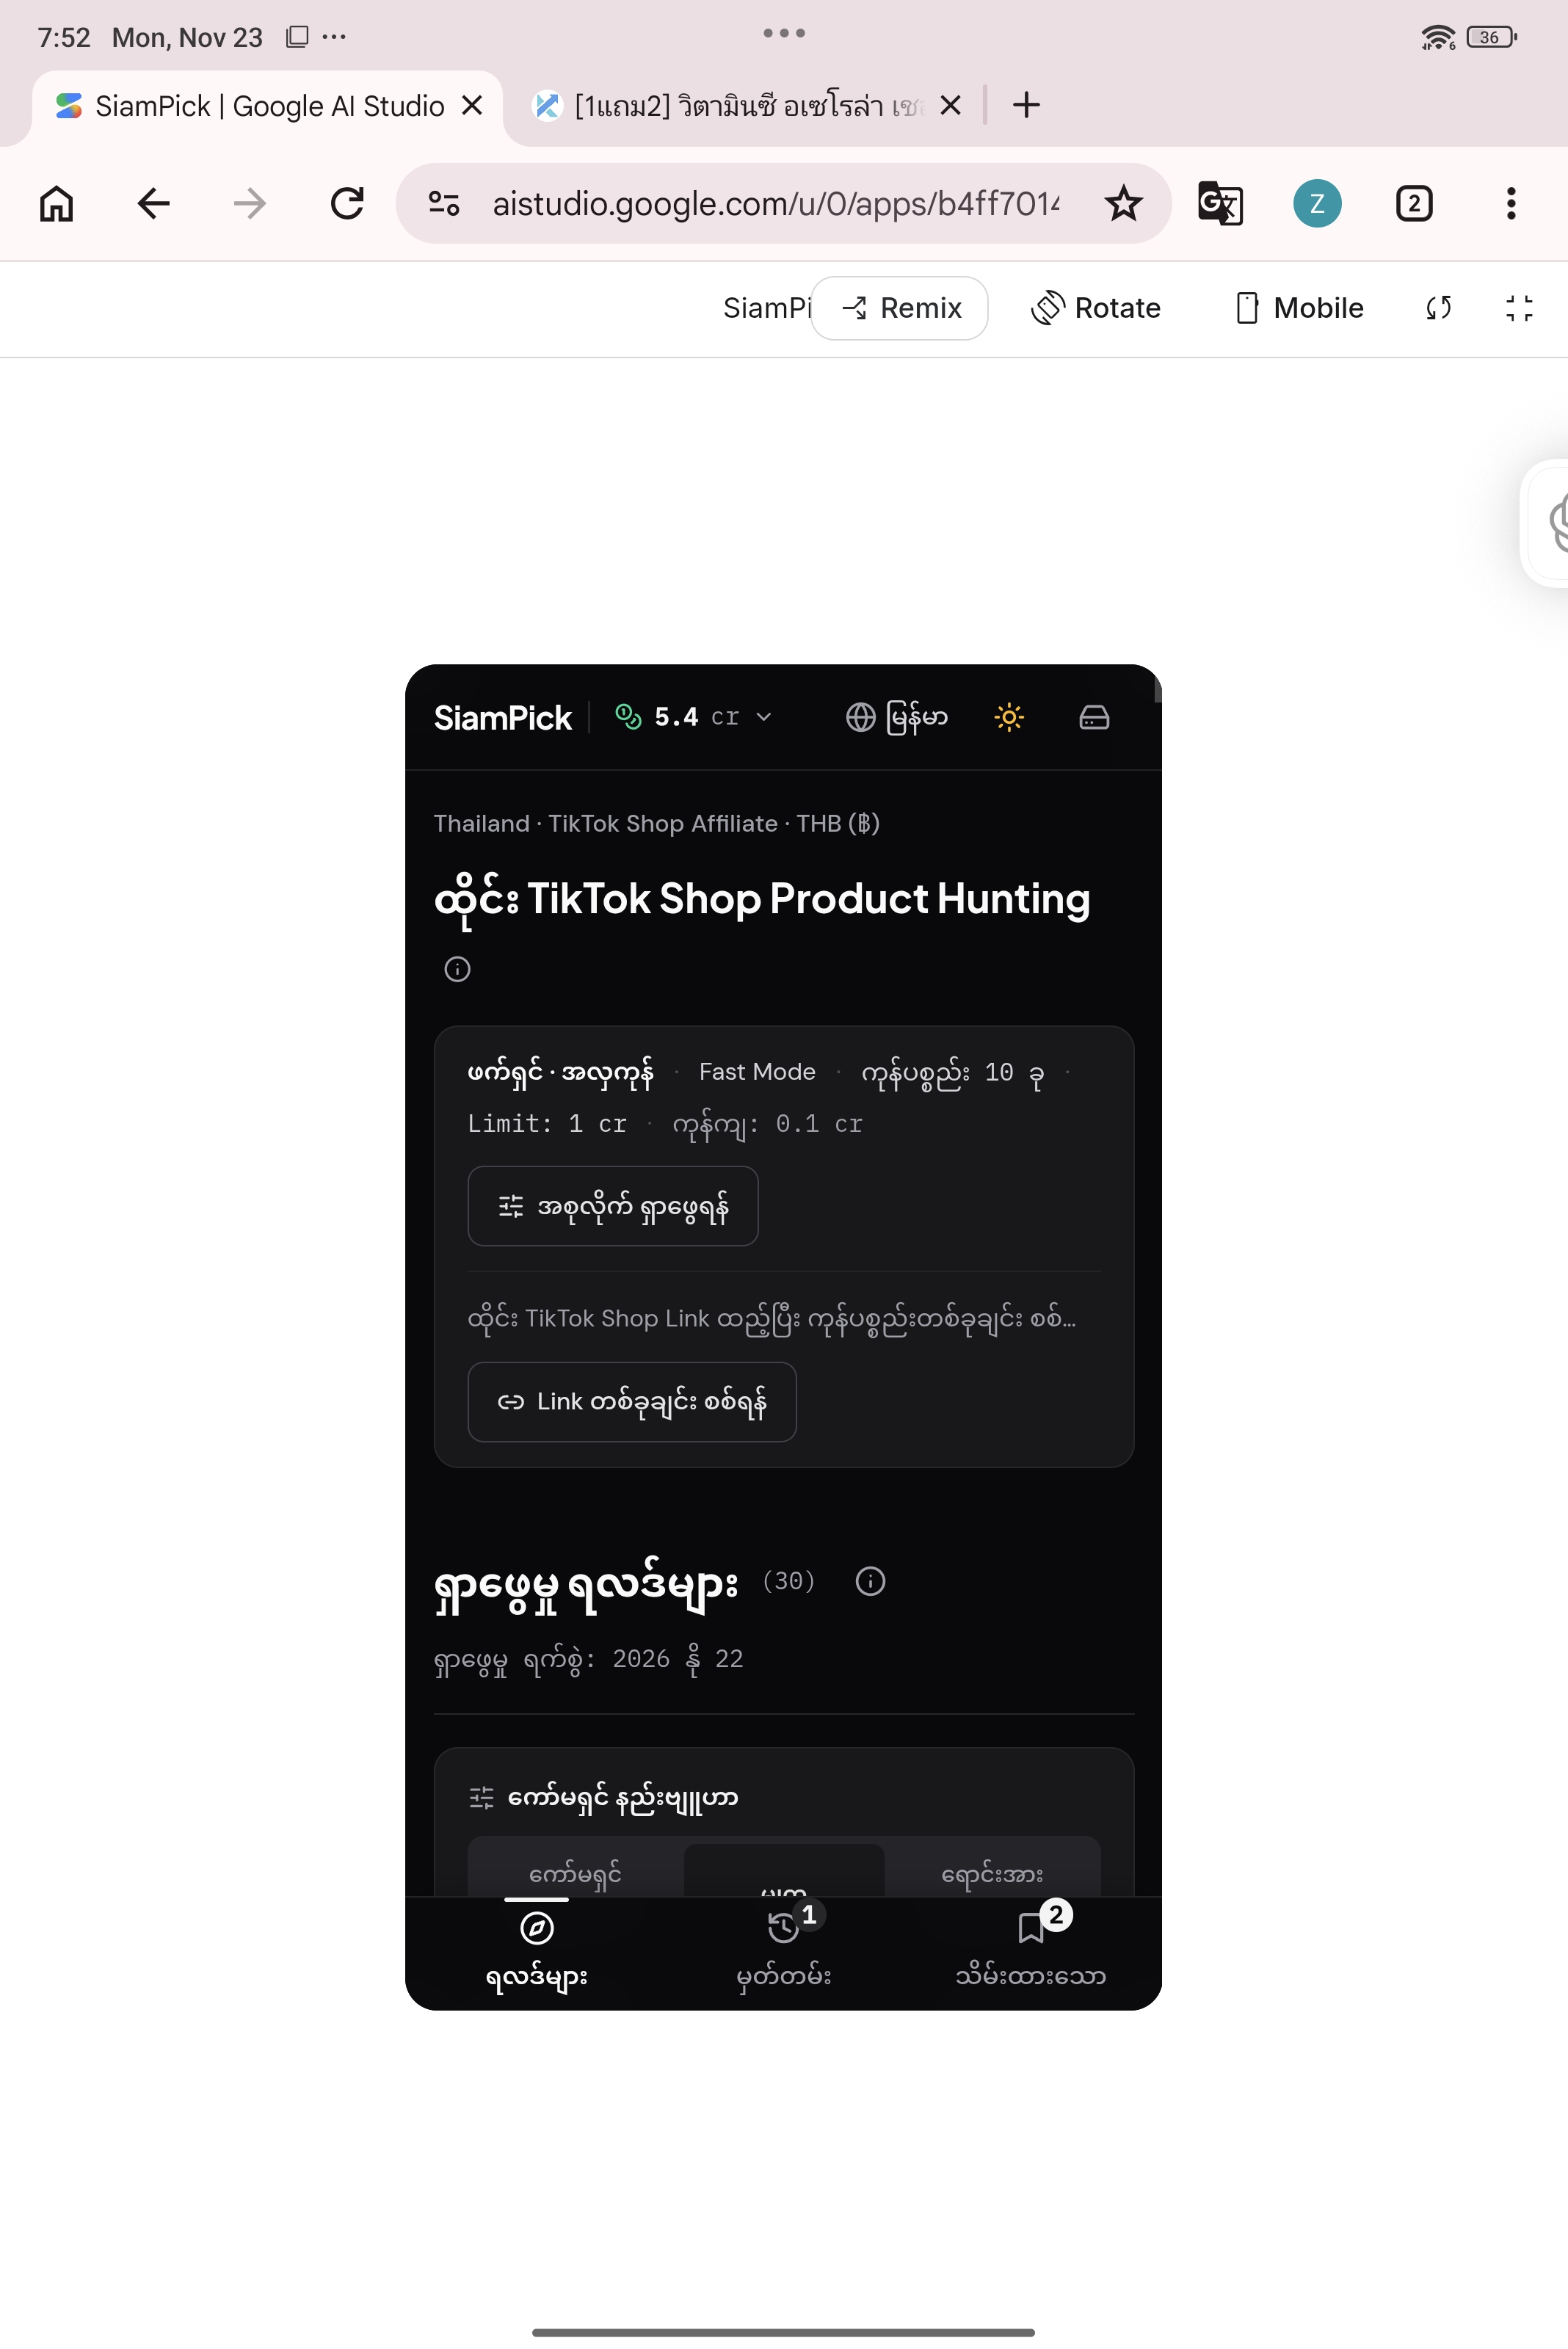 7:52 Mon, Nov 23
36
SiamPick | Google AI Studio
[1แถม2] วิตามินซี อเซโรล่า
aistudio.google.com/u/0/apps/b4ff7014
Z
2
SiamPi
Remix
Rotate
Mobile
SiamPick
5.4 cr
မြန်မာ
Thailand · TikTok Shop Affiliate · THB (฿)
ထိုင်း TikTok Shop Product Hunting
ဖက်ရှင် · အလှကုန် · Fast Mode · ကုန်ပစ္စည်း 10 ခု ·
Limit: 1 cr · ကုန်ကျ: 0.1 cr
အစုလိုက် ရှာဖွေရန်
ထိုင်း TikTok Shop Link ထည့်ပြီး ကုန်ပစ္စည်းတစ်ခုချင်း စစ်...
Link တစ်ခုချင်း စစ်ရန်
ရှာဖွေမှု ရလဒ်များ (30)
ရှာဖွေမှု ရက်စွဲ: 2026 နို 22
ကော်မရှင် နည်းဗျူဟာ
ကော်မရှင်
ရောင်းအား
1
2
ရလဒ်များ
မှတ်တမ်း
သိမ်းထားသော